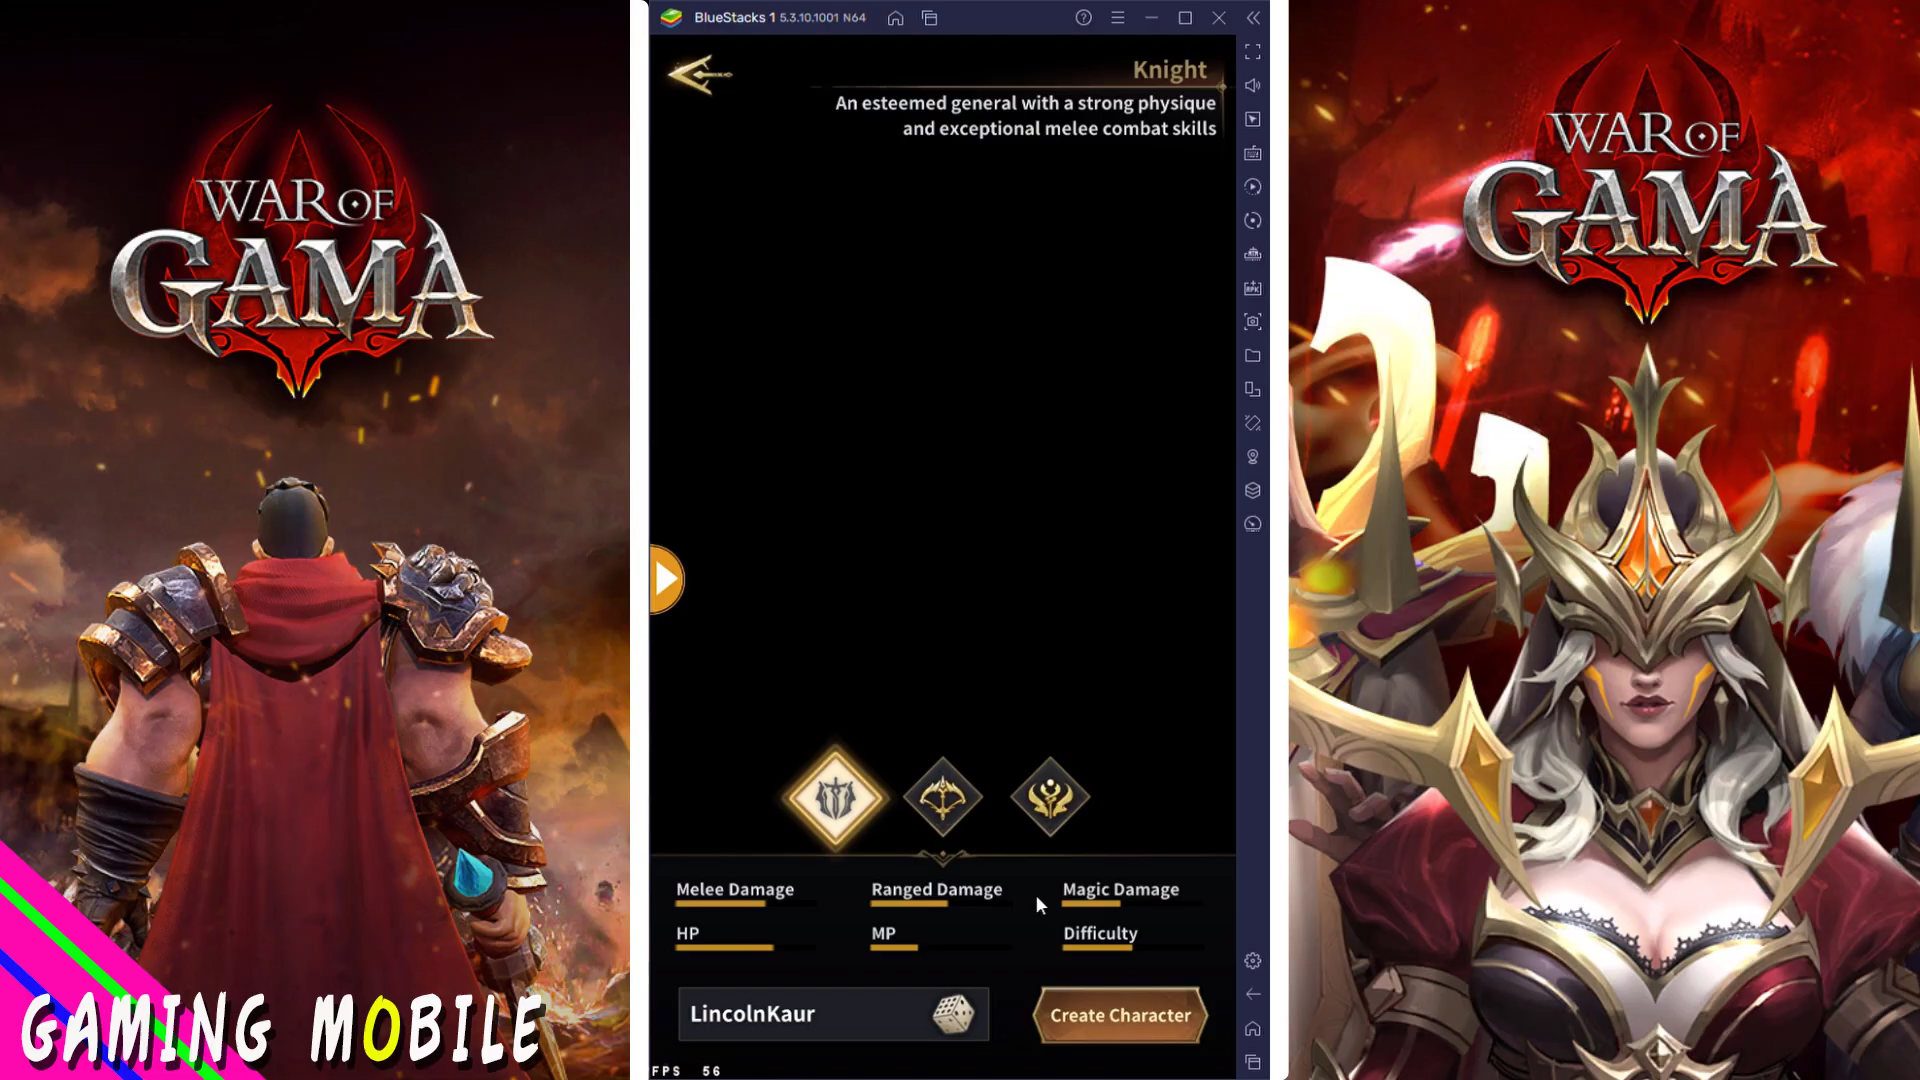 WAR OF
GAMA
GAMING MOBILE
BlueStacks 1 5.3.10.1001 N64
Knight
An esteemed general with a strong physique
and exceptional melee combat skills
Melee Damage
Ranged Damage
Magic Damage
HP
MP
Difficulty
LincolnKaur
Create Character
FPS 56
RPK
WAR OF
GAMA